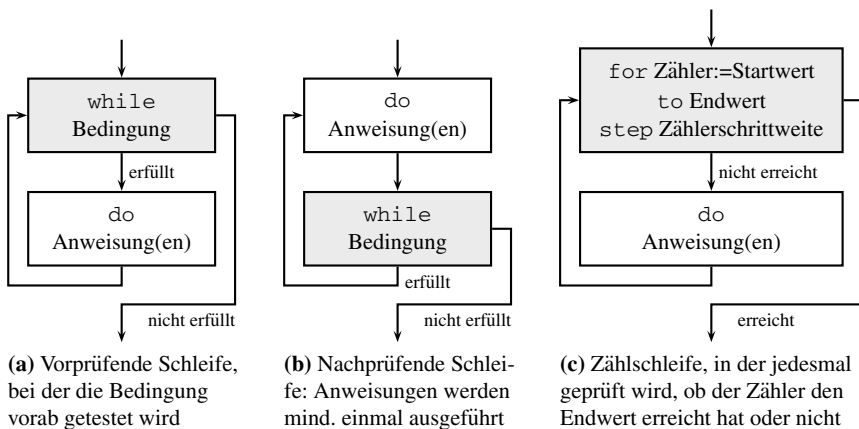 while
Bedingung
erfüllt
do
Anweisung(en)
nicht erfüllt
(a) Vorprüfende Schleife,
bei der die Bedingung
vorab getestet wird
do
Anweisung(en)
while
Bedingung
erfüllt
nicht erfüllt
(b) Nachprüfende Schlei-
fe: Anweisungen werden
mind. einmal ausgeführt
for Zähler:=Startwert
to Endwert
step Zählerschrittweite
nicht erreicht
do
Anweisung(en)
erreicht
(c) Zählschleife, in der jedesmal
geprüft wird, ob der Zähler den
Endwert erreicht hat oder nicht